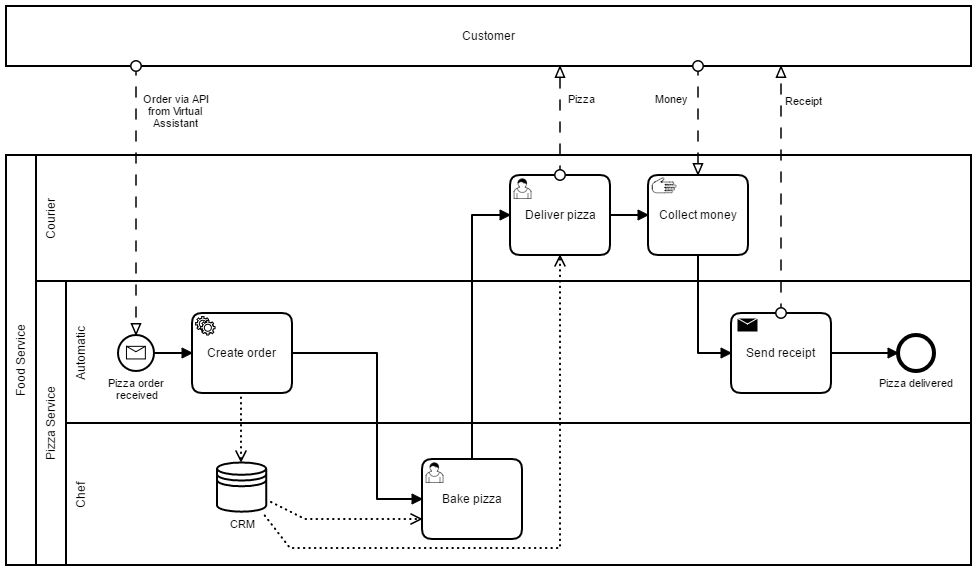 Customer
Order via API
from Virtual
Assistant
Pizza
Money
Receipt
Food Service
Courier
Deliver pizza
Collect money
Pizza Service
Automatic
Pizza order
received
Create order
Send receipt
Pizza delivered
Chef
CRM
Bake pizza